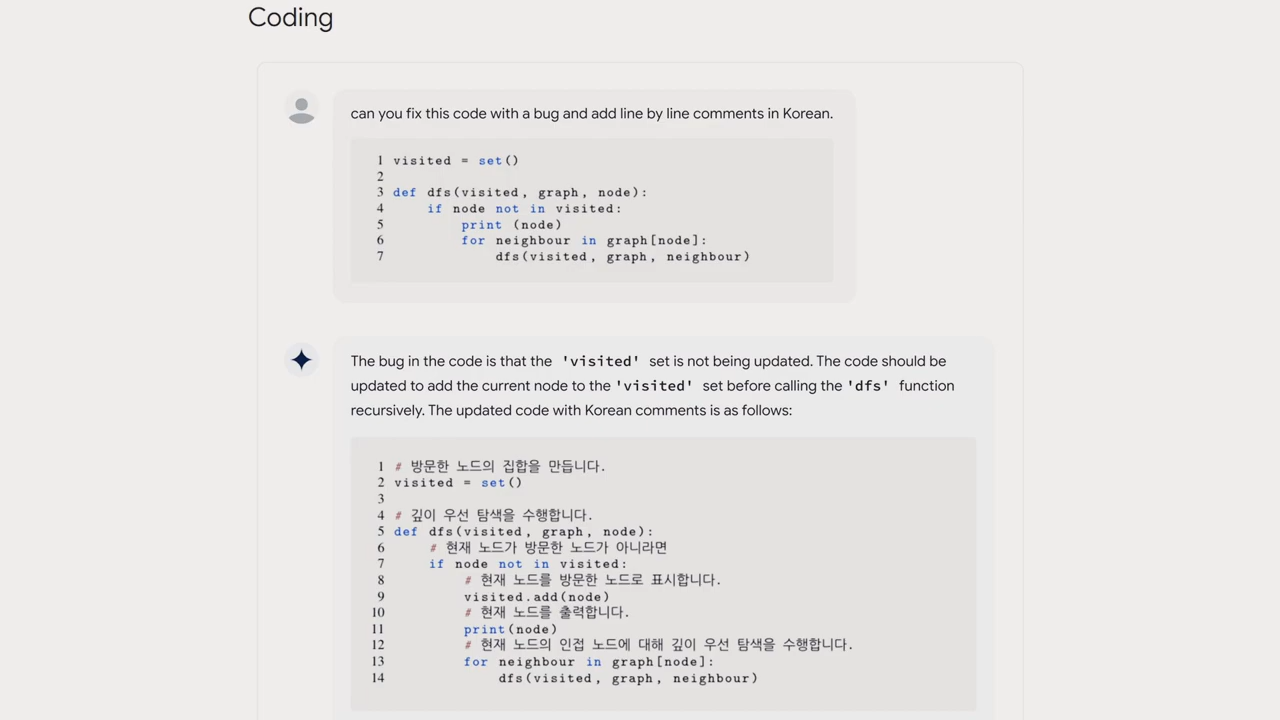 Coding
can you fix this code with a bug and add line by line comments in Korean.
1 visited = set()
2
3 def dfs(visited, graph, node):
4     if node not in visited:
5         print (node)
6         for neighbour in graph[node]:
7             dfs(visited, graph, neighbour)
The bug in the code is that the 'visited' set is not being updated. The code should be
updated to add the current node to the 'visited' set before calling the 'dfs' function
recursively. The updated code with Korean comments is as follows:
1 # 방문한 노드의 집합을 만듭니다.
2 visited = set()
3
4 # 깊이 우선 탐색을 수행합니다.
5 def dfs(visited, graph, node):
6     # 현재 노드가 방문한 노드가 아니라면
7     if node not in visited:
8         # 현재 노드를 방문한 노드로 표시합니다.
9         visited.add(node)
10         # 현재 노드를 출력합니다.
11         print(node)
12         # 현재 노드의 인접 노드에 대해 깊이 우선 탐색을 수행합니다.
13         for neighbour in graph[node]:
14             dfs(visited, graph, neighbour)